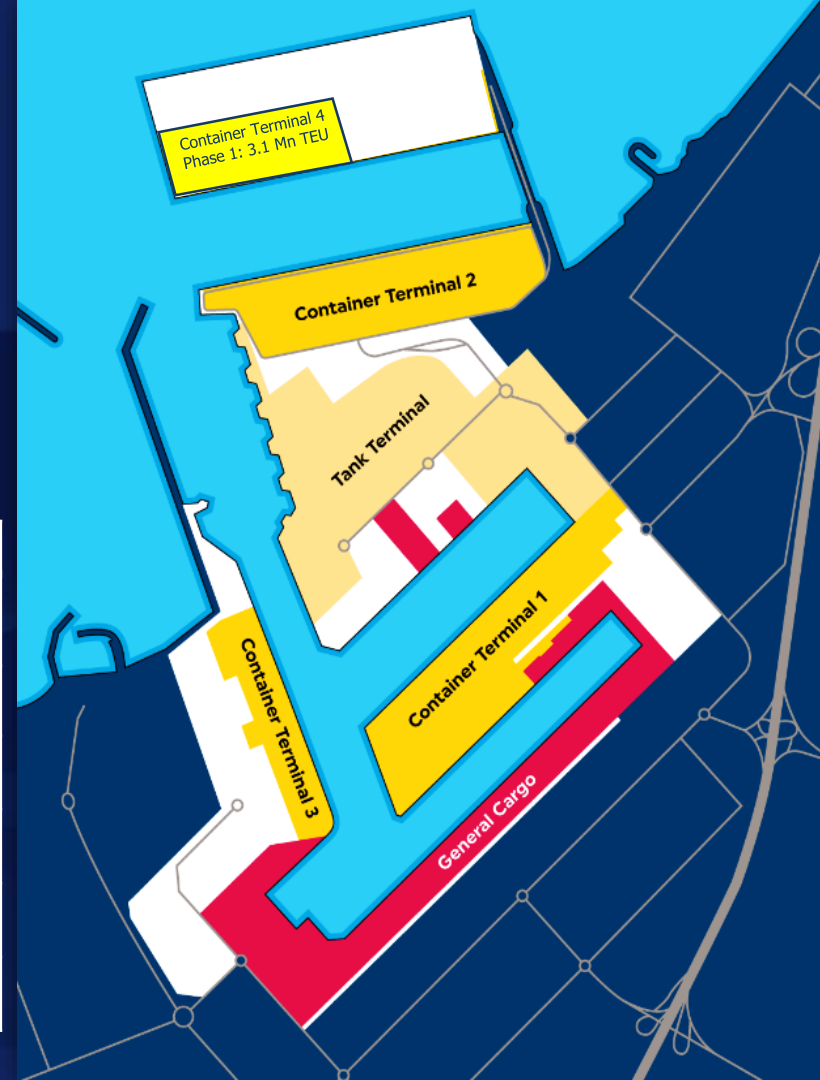 Container Terminal 4
Phase 1: 3.1 Mn TEU
Container Terminal 2
Tank Terminal
Container Terminal 1
Container Terminal 3
General Cargo